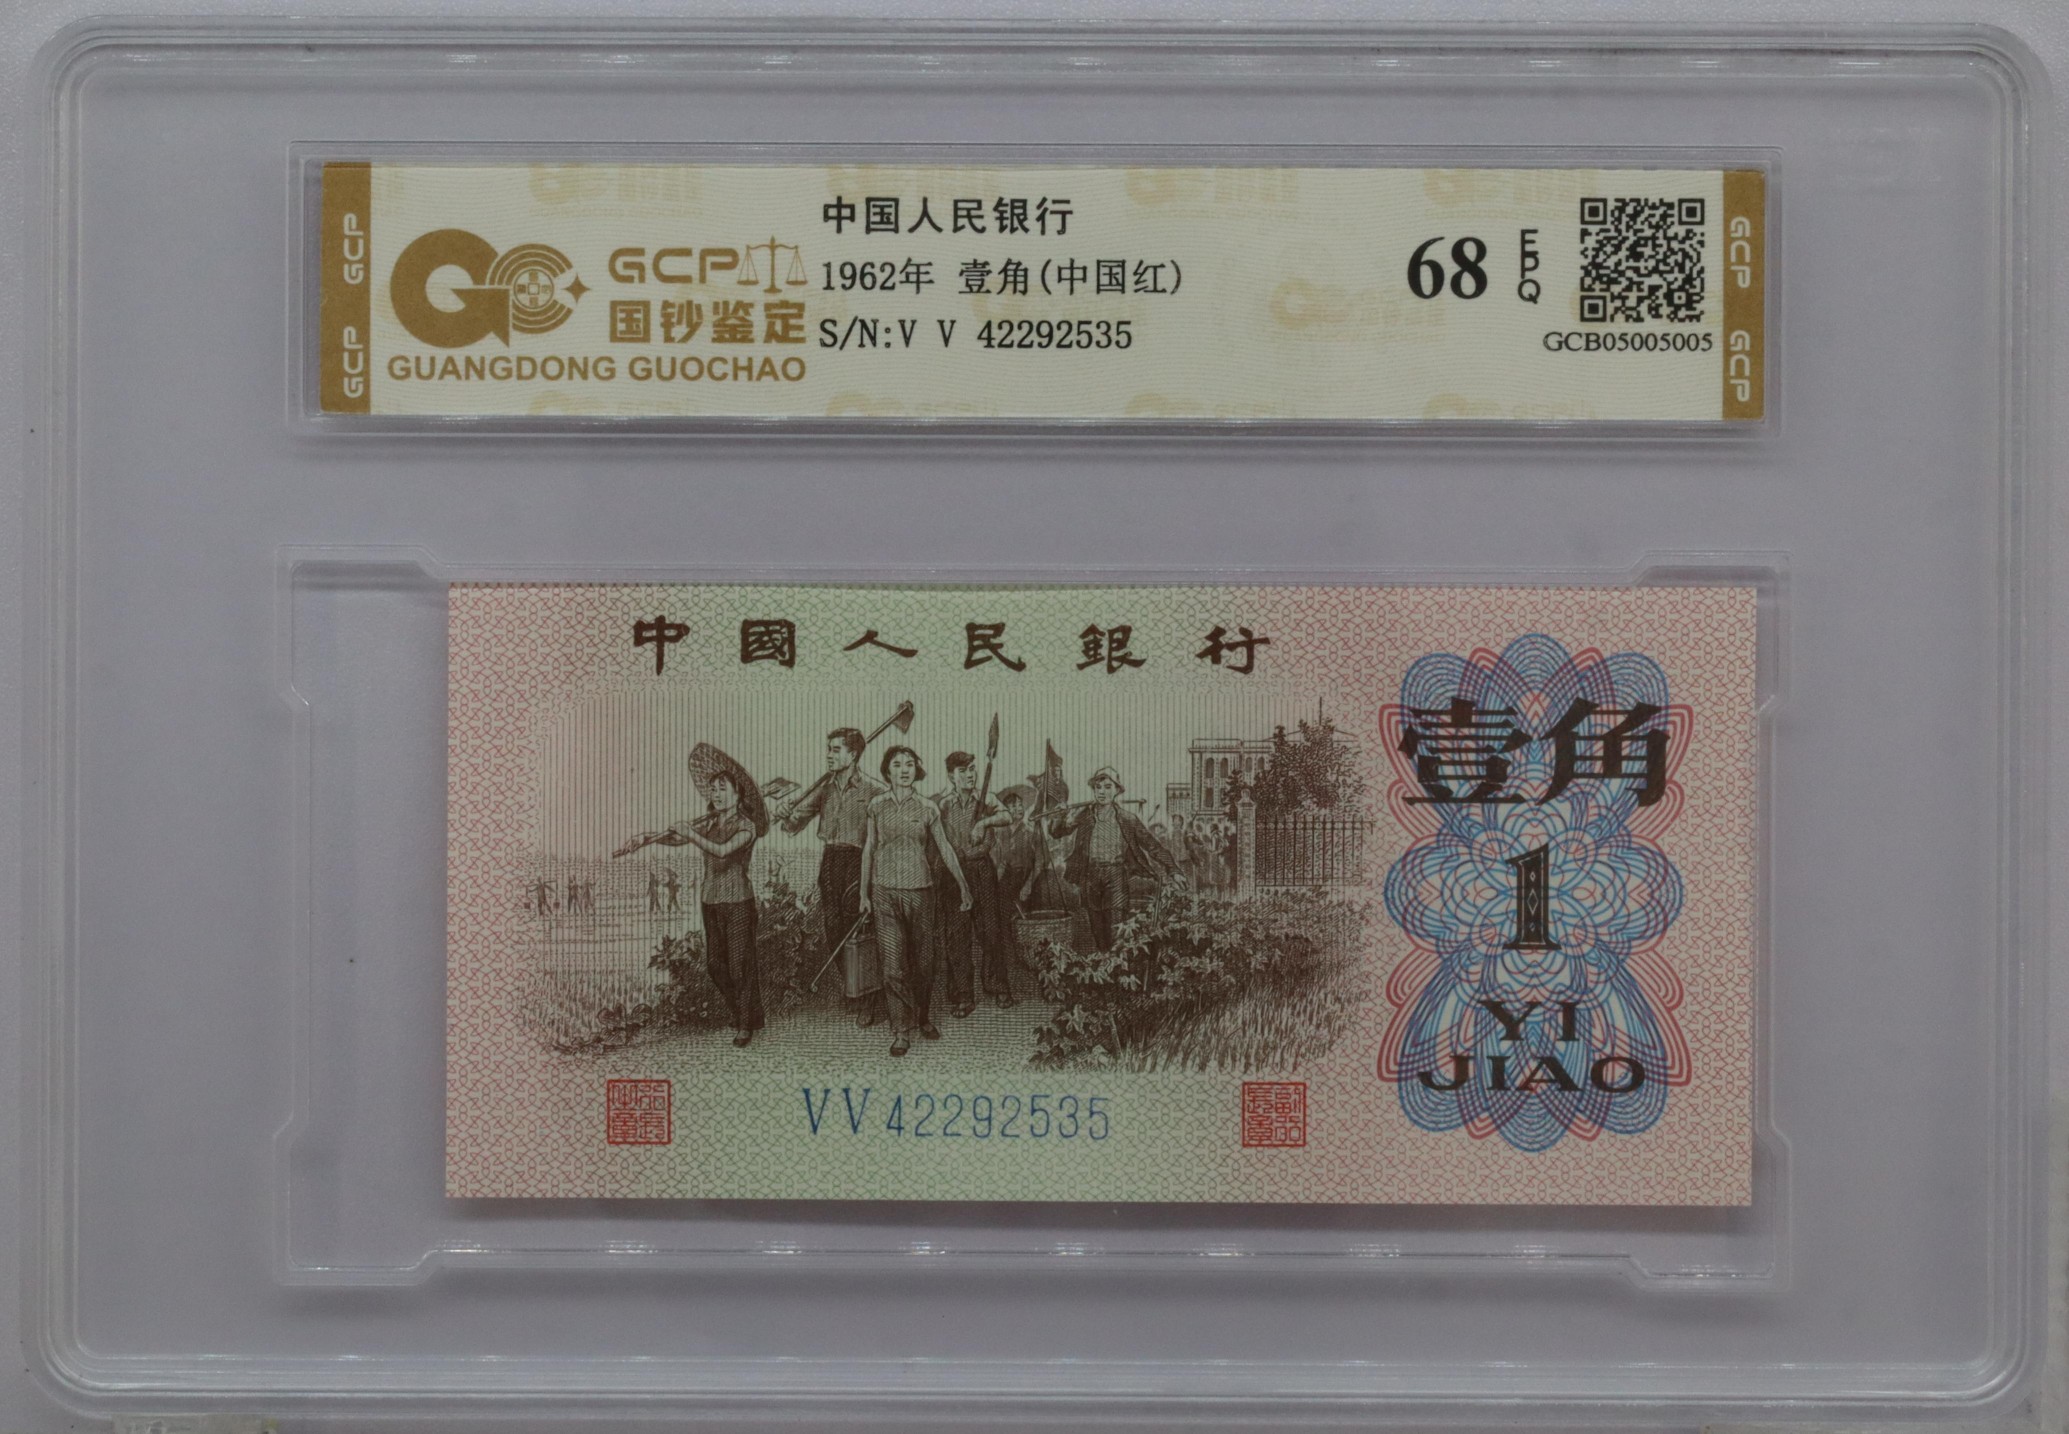 GCP
GCP
GCP
国钞鉴定
GUANGDONG GUOCHAO
中国人民银行
1962年 壹角(中国红)
S/N:V V 42292535
68
EPQ
GCB05005005
GCP
GCP
中國人民銀行
壹角
1
YI
JIAO
VV42292535